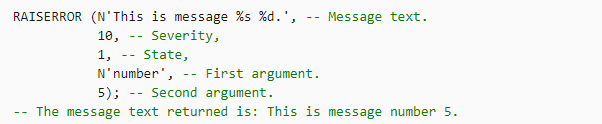 RAISERROR (N'This is message %s %d.', -- Message text.
10, -- Severity,
1, -- State,
N'number', -- First argument.
5); -- Second argument.
-- The message text returned is: This is message number 5.